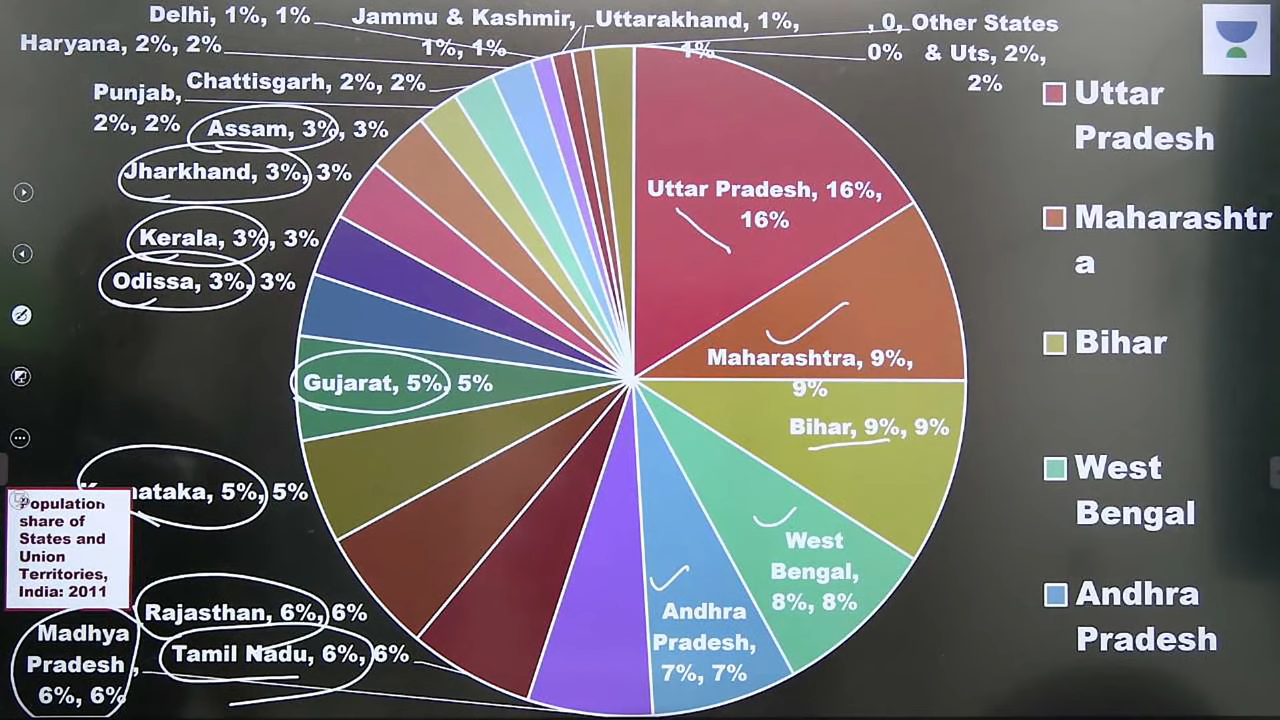 Delhi, 1%, 1%
Jammu & Kashmir,
1%, 1%
Uttarakhand, 1%,
1%
, 0,
0%
Other States
& Uts, 2%,
2%
Haryana, 2%, 2%
Chattisgarh, 2%, 2%
Punjab,
2%, 2%
Assam, 3%, 3%
Jharkhand, 3%, 3%
Kerala, 3%, 3%
Odissa, 3%, 3%
Gujarat, 5%, 5%
Karnataka, 5%, 5%
Population
share of
States and
Union
Territories,
India: 2011
Rajasthan, 6%, 6%
Tamil Nadu, 6%, 6%
Madhya
Pradesh ,
6%, 6%
Uttar Pradesh, 16%,
16%
Maharashtra, 9%,
9%
Bihar, 9%, 9%
West
Bengal,
8%, 8%
Andhra
Pradesh,
7%, 7%
Uttar
Pradesh
Maharashtr
a
Bihar
West
Bengal
Andhra
Pradesh